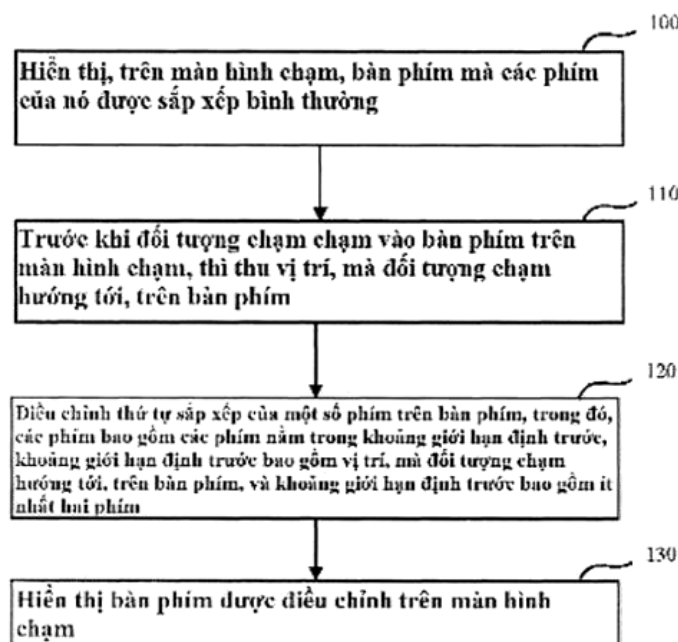 100
Hiển thị, trên màn hình chạm, bàn phím mà các phím
của nó được sắp xếp bình thường
110
Trước khi đối tượng chạm chạm vào bàn phím trên
màn hình chạm, thì thu vị trí, mà đối tượng chạm
hướng tới, trên bàn phím
120
Điều chỉnh thứ tự sắp xếp của một số phím trên bàn phím, trong đó,
các phím bao gồm các phím nằm trong khoảng giới hạn định trước,
khoảng giới hạn định trước bao gồm vị trí, mà đối tượng chạm
hướng tới, trên bàn phím, và khoảng giới hạn định trước bao gồm ít
nhất hai phím
130
Hiển thị bàn phím được điều chỉnh trên màn hình
chạm